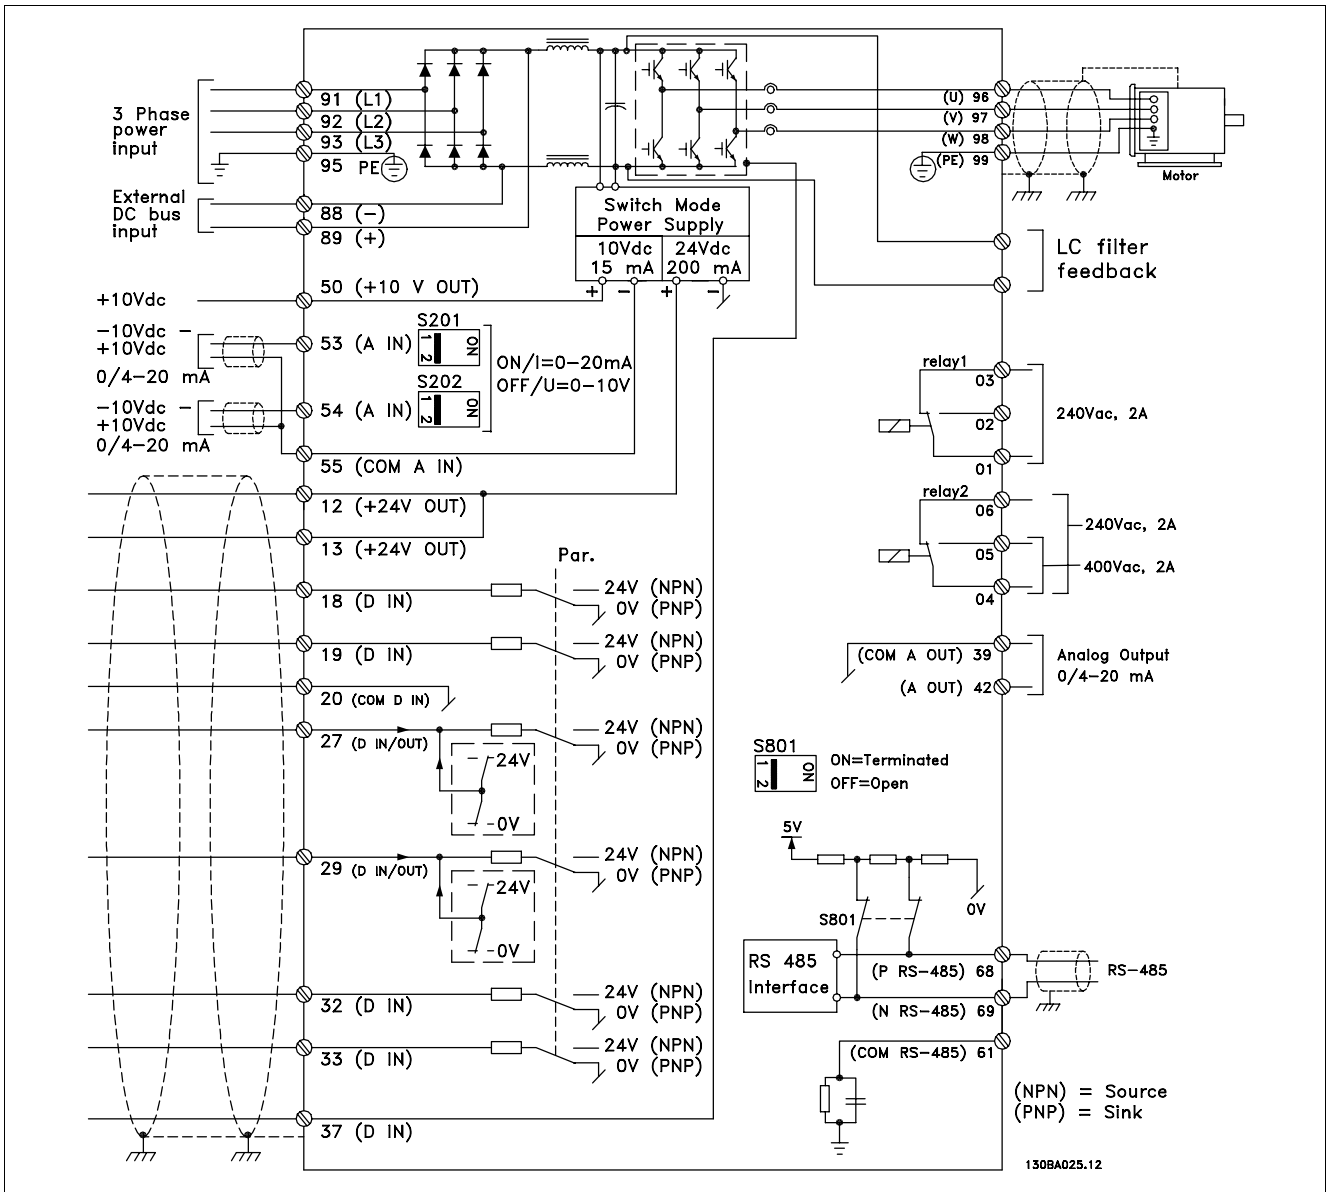 3 Phase
power
input
91 (L1)
92 (L2)
93 (L3)
95 PE
External
DC bus
input
88 (−)
89 (+)
+10Vdc
50 (+10 V OUT)
Switch Mode
Power Supply
10Vdc
15 mA
24Vdc
200 mA
+ − + −
(U) 96
(V) 97
(W) 98
(PE) 99
Motor
LC filter
feedback
−10Vdc −
+10Vdc
0/4−20 mA
53 (A IN)
S201
1 2 ON
−10Vdc −
+10Vdc
0/4−20 mA
54 (A IN)
S202
1 2 ON
ON/I=0−20mA
OFF/U=0−10V
55 (COM A IN)
12 (+24V OUT)
13 (+24V OUT)
relay1
03
02
01
240Vac, 2A
relay2
06
05
04
240Vac, 2A
400Vac, 2A
Par.
18 (D IN)
24V (NPN)
0V (PNP)
19 (D IN)
24V (NPN)
0V (PNP)
20 (COM D IN)
27 (D IN/OUT)
24V (NPN)
0V (PNP)
24V
0V
29 (D IN/OUT)
24V (NPN)
0V (PNP)
24V
0V
32 (D IN)
24V (NPN)
0V (PNP)
33 (D IN)
24V (NPN)
0V (PNP)
37 (D IN)
(COM A OUT) 39
(A OUT) 42
Analog Output
0/4−20 mA
S801
1 2 ON
ON=Terminated
OFF=Open
5V
0V
S801
RS 485
Interface
(P RS−485) 68
(N RS−485) 69
RS−485
(COM RS−485) 61
(NPN) = Source
(PNP) = Sink
130BA025.12